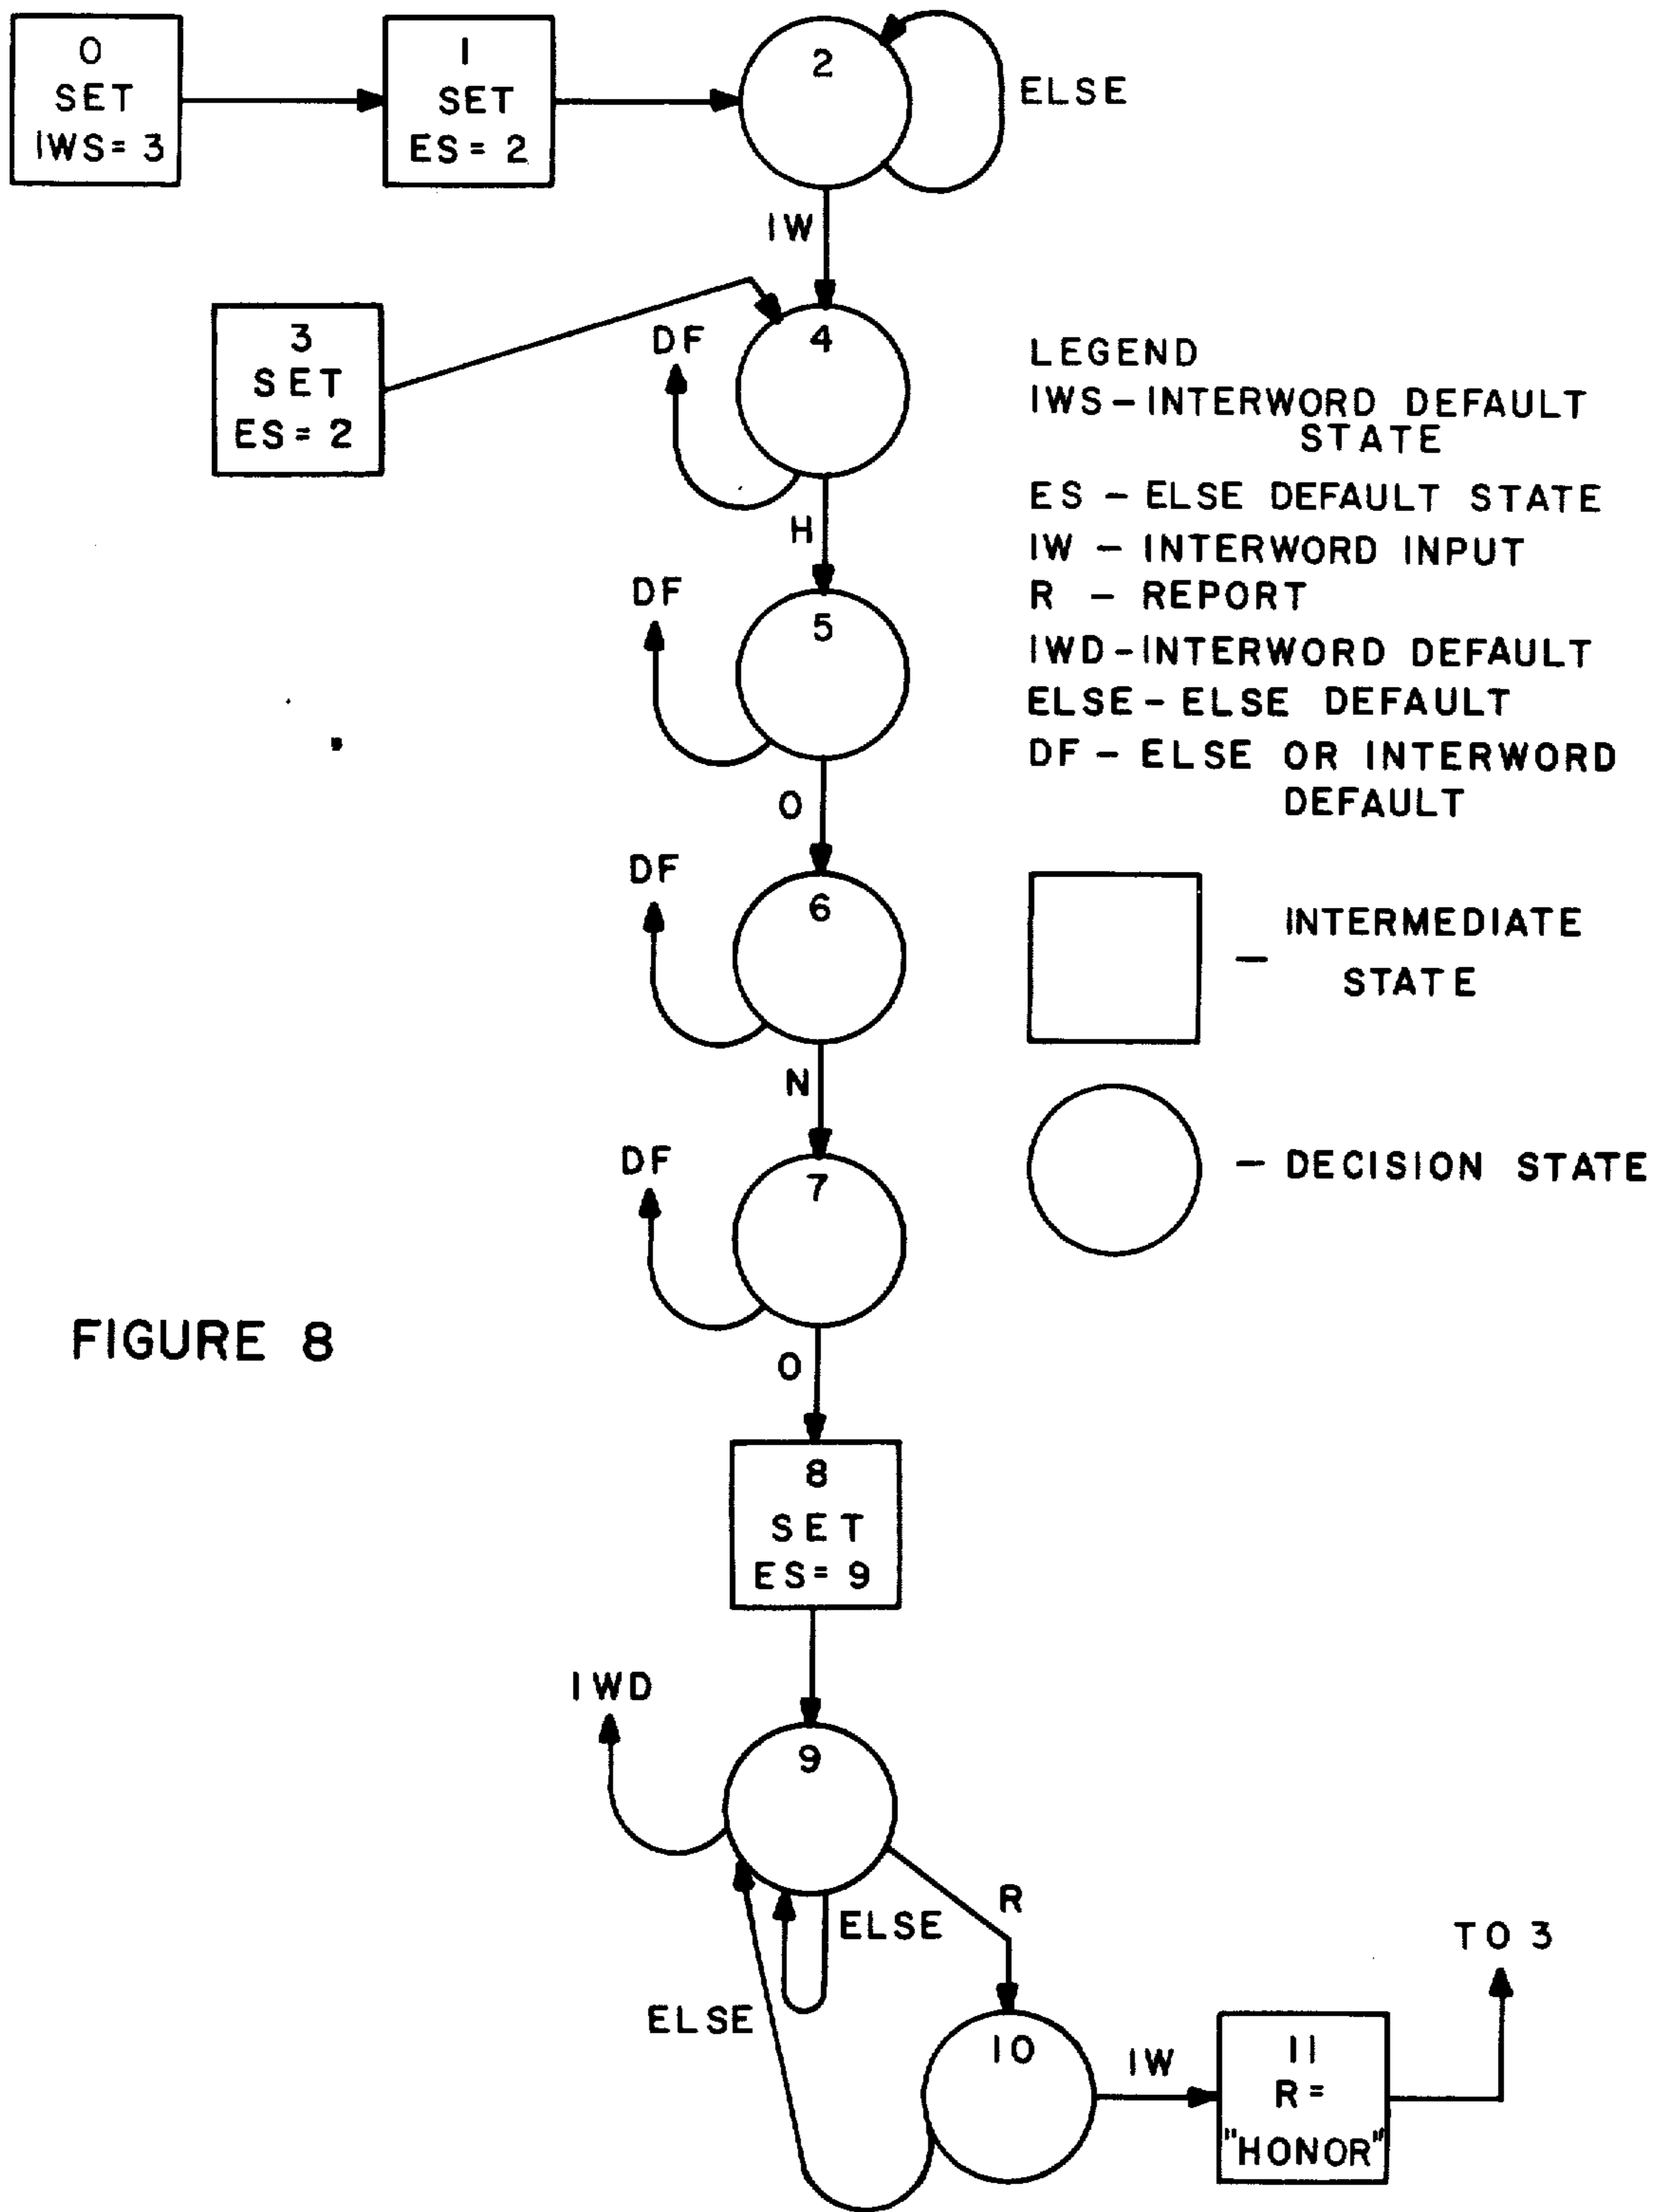 0
SET
IWS= 3
1
SET
ES = 2
2
ELSE
IW
3
SET
ES = 2
DF
4
H
LEGEND
IWS – INTERWORD DEFAULT
STATE
ES – ELSE DEFAULT STATE
IW – INTERWORD INPUT
R – REPORT
IWD – INTERWORD DEFAULT
ELSE – ELSE DEFAULT
DF – ELSE OR INTERWORD
DEFAULT
DF
5
O
DF
6
N
– INTERMEDIATE
STATE
DF
7
O
– DECISION STATE
FIGURE 8
8
SET
ES= 9
IWD
9
R
ELSE
ELSE
10
IW
11
R =
"HONOR"
TO 3